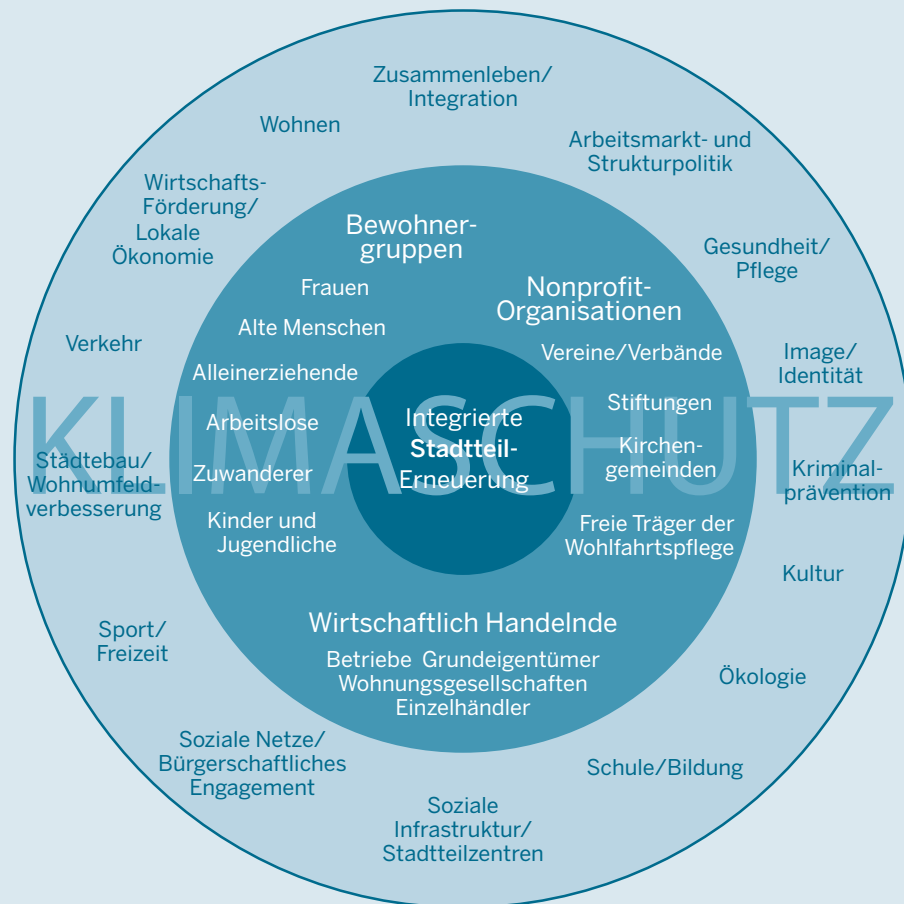 Zusammenleben/
Integration
Wohnen
Arbeitsmarkt- und
Strukturpolitik
Wirtschafts-
Förderung/
Lokale
Ökonomie
Gesundheit/
Pflege
Verkehr
Image/
Identität
Städtebau/
Wohnumfeld-
verbesserung
Kriminal-
prävention
Kultur
Sport/
Freizeit
Ökologie
Soziale Netze/
Bürgerschaftliches
Engagement
Schule/Bildung
Soziale
Infrastruktur/
Stadtteilzentren
Bewohner-
gruppen
Frauen
Alte Menschen
Alleinerziehende
Arbeitslose
Zuwanderer
Kinder und
Jugendliche
Nonprofit-
Organisationen
Vereine/Verbände
Stiftungen
Kirchen-
gemeinden
Freie Träger der
Wohlfahrtspflege
Wirtschaftlich Handelnde
Betriebe Grundeigentümer
Wohnungsgesellschaften
Einzelhändler
Integrierte
Stadtteil-
Erneuerung
KLIMASCHUTZ